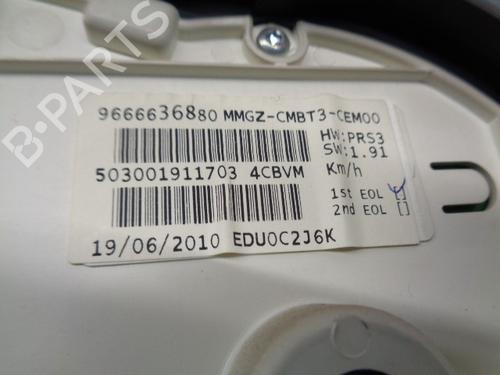 B-PARTS
9666636880 MMGZ-CMBT3-CEM00
HW:PRS3
SW:1.91
503001911703 4CBVM
Km/h
1st EOL []
2nd EOL []
19/06/2010 EDU0C2J6K